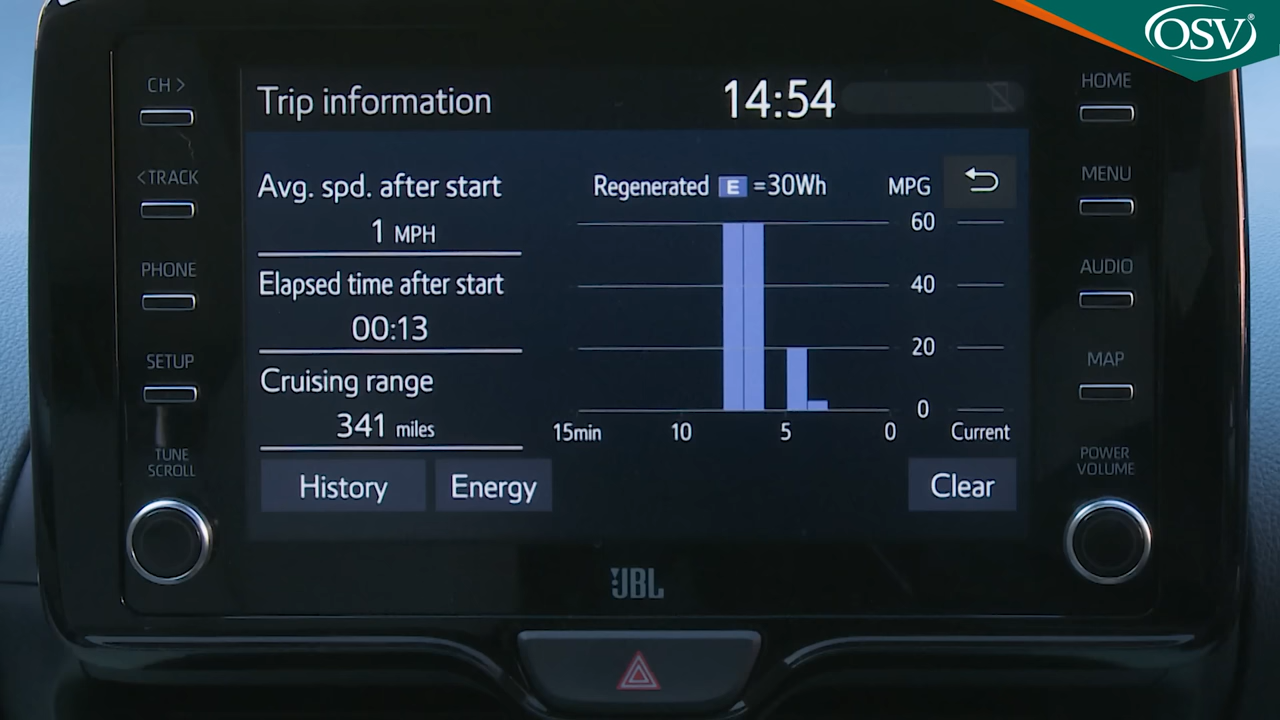 OSV®
CH >
<TRACK
PHONE
SETUP
TUNE
SCROLL
Trip information
14:54
Avg. spd. after start
1 MPH
Elapsed time after start
00:13
Cruising range
341 miles
History
Energy
Regenerated E =30Wh
MPG
60
40
20
0
15min 10 5 0 Current
Clear
HOME
MENU
AUDIO
MAP
POWER
VOLUME
JBL